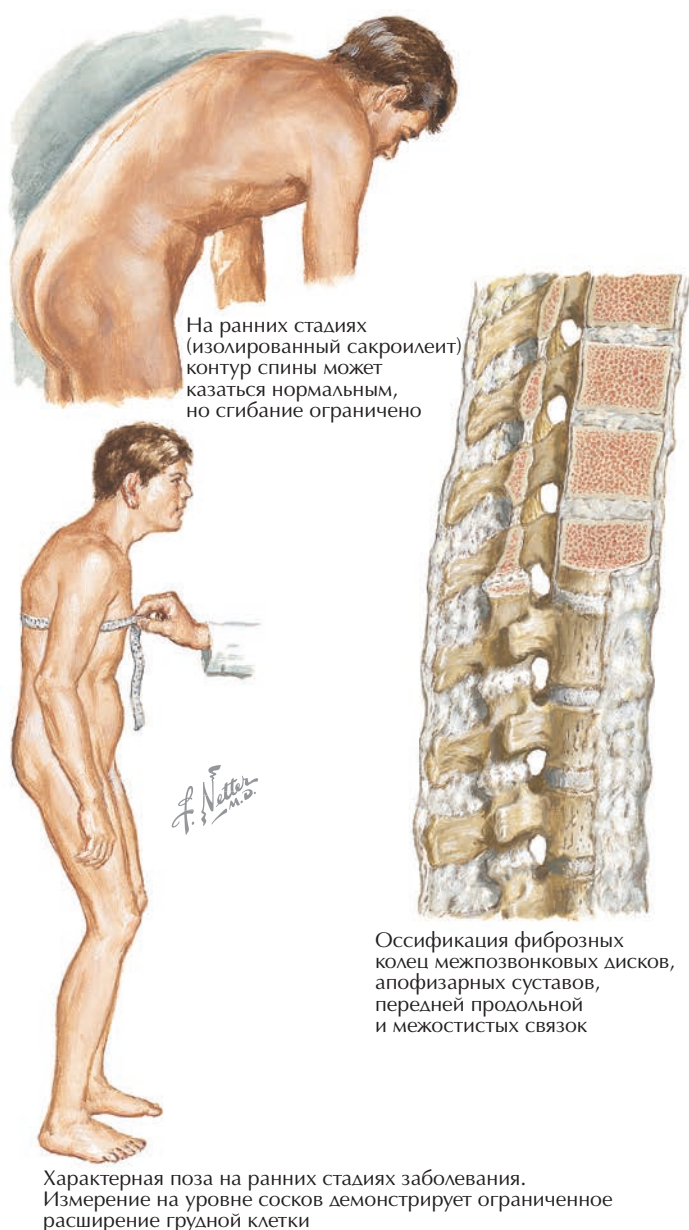 На ранних стадиях
(изолированный сакроилеит)
контур спины может
казаться нормальным,
но сгибание ограничено
F. Netter
M.D.
Оссификация фиброзных
колец межпозвонковых дисков,
апофизарных суставов,
передней продольной
и межостистых связок
Характерная поза на ранних стадиях заболевания.
Измерение на уровне сосков демонстрирует ограниченное
расширение грудной клетки